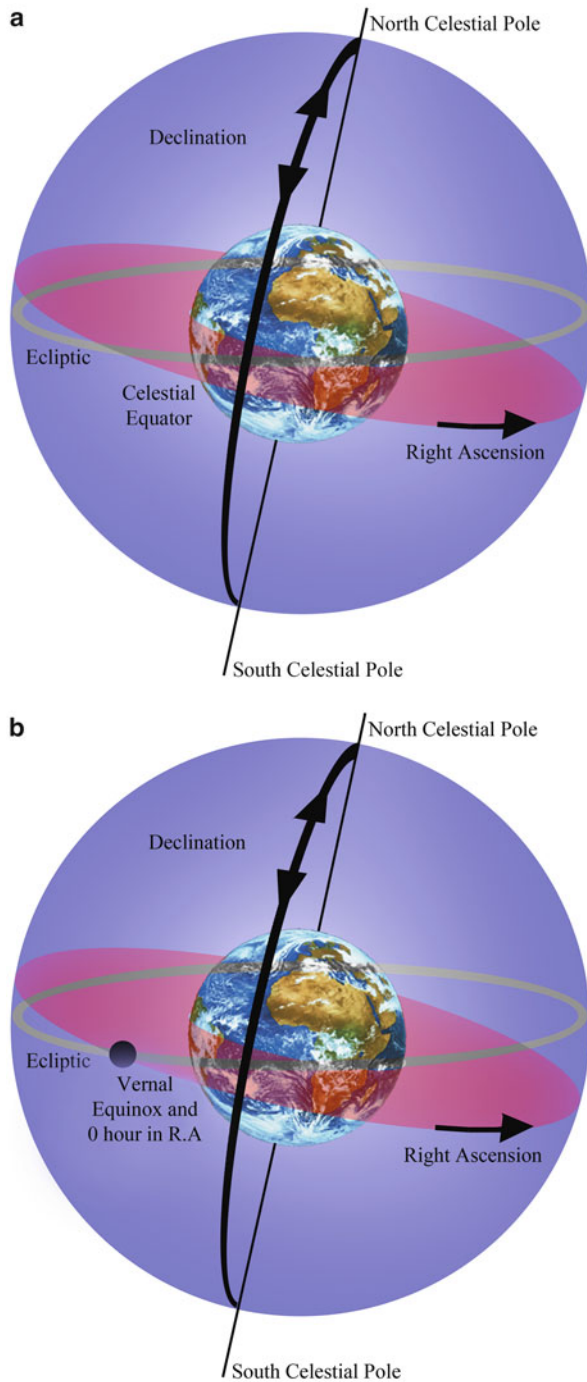 a
North Celestial Pole
Declination
Ecliptic
Celestial
Equator
Right Ascension
South Celestial Pole
b
North Celestial Pole
Declination
Ecliptic
Vernal
Equinox and
0 hour in R.A
Right Ascension
South Celestial Pole